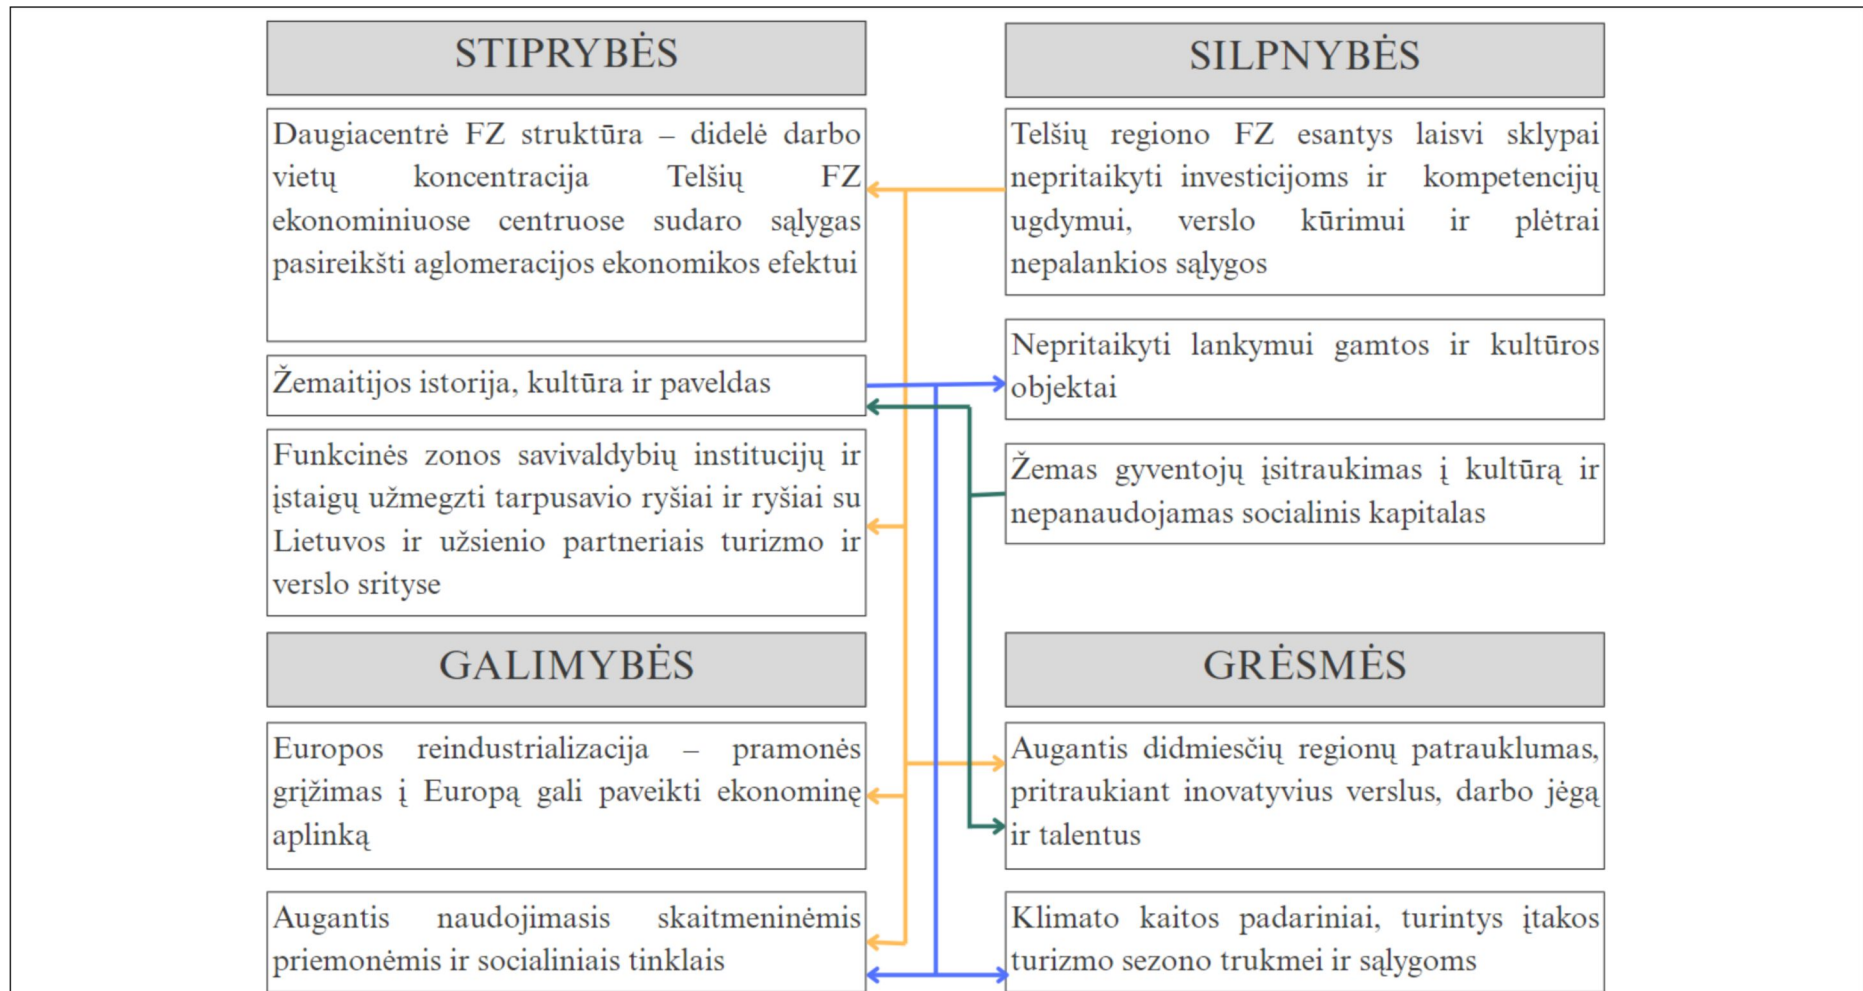 STIPRYBĖS
Daugiacentrė FZ struktūra – didelė darbo
vietų koncentracija Telšių FZ
ekonominiuose centruose sudaro sąlygas
pasireikšti aglomeracijos ekonomikos efektui
Žemaitijos istorija, kultūra ir paveldas
Funkcinės zonos savivaldybių institucijų ir
įstaigų užmegzti tarpusavio ryšiai ir ryšiai su
Lietuvos ir užsienio partneriais turizmo ir
verslo srityse
SILPNYBĖS
Telšių regiono FZ esantys laisvi sklypai
nepritaikyti investicijoms ir kompetencijų
ugdymui, verslo kūrimui ir plėtrai
nepalankios sąlygos
Nepritaikyti lankymui gamtos ir kultūros
objektai
Žemas gyventojų įsitraukimas į kultūrą ir
nepanaudojamas socialinis kapitalas
GALIMYBĖS
Europos reindustrializacija – pramonės
grįžimas į Europą gali paveikti ekonominę
aplinką
Augantis naudojimasis skaitmeninėmis
priemonėmis ir socialiniais tinklais
GRĖSMĖS
Augantis didmiesčių regionų patrauklumas,
pritraukiant inovatyvius verslus, darbo jėgą
ir talentus
Klimato kaitos padariniai, turintys įtakos
turizmo sezono trukmei ir sąlygoms